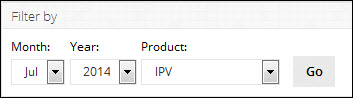 Filter by
Month: Year: Product:
Jul 2014 IPV Go